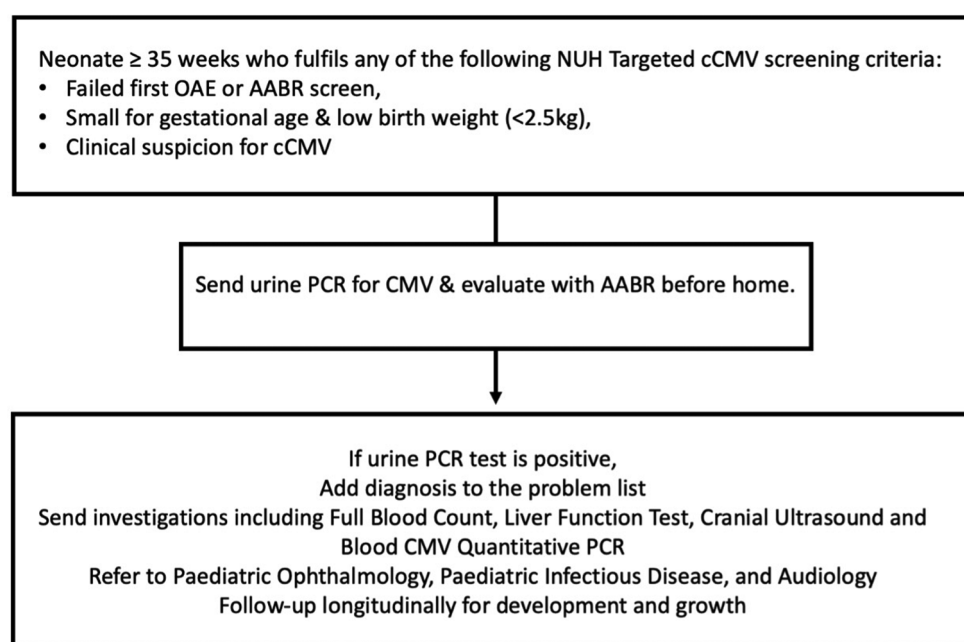 Neonate ≥ 35 weeks who fulfils any of the following NUH Targeted cCMV screening criteria:
• Failed first OAE or AABR screen,
• Small for gestational age & low birth weight (<2.5kg),
• Clinical suspicion for cCMV
Send urine PCR for CMV & evaluate with AABR before home.
If urine PCR test is positive,
Add diagnosis to the problem list
Send investigations including Full Blood Count, Liver Function Test, Cranial Ultrasound and
Blood CMV Quantitative PCR
Refer to Paediatric Ophthalmology, Paediatric Infectious Disease, and Audiology
Follow-up longitudinally for development and growth